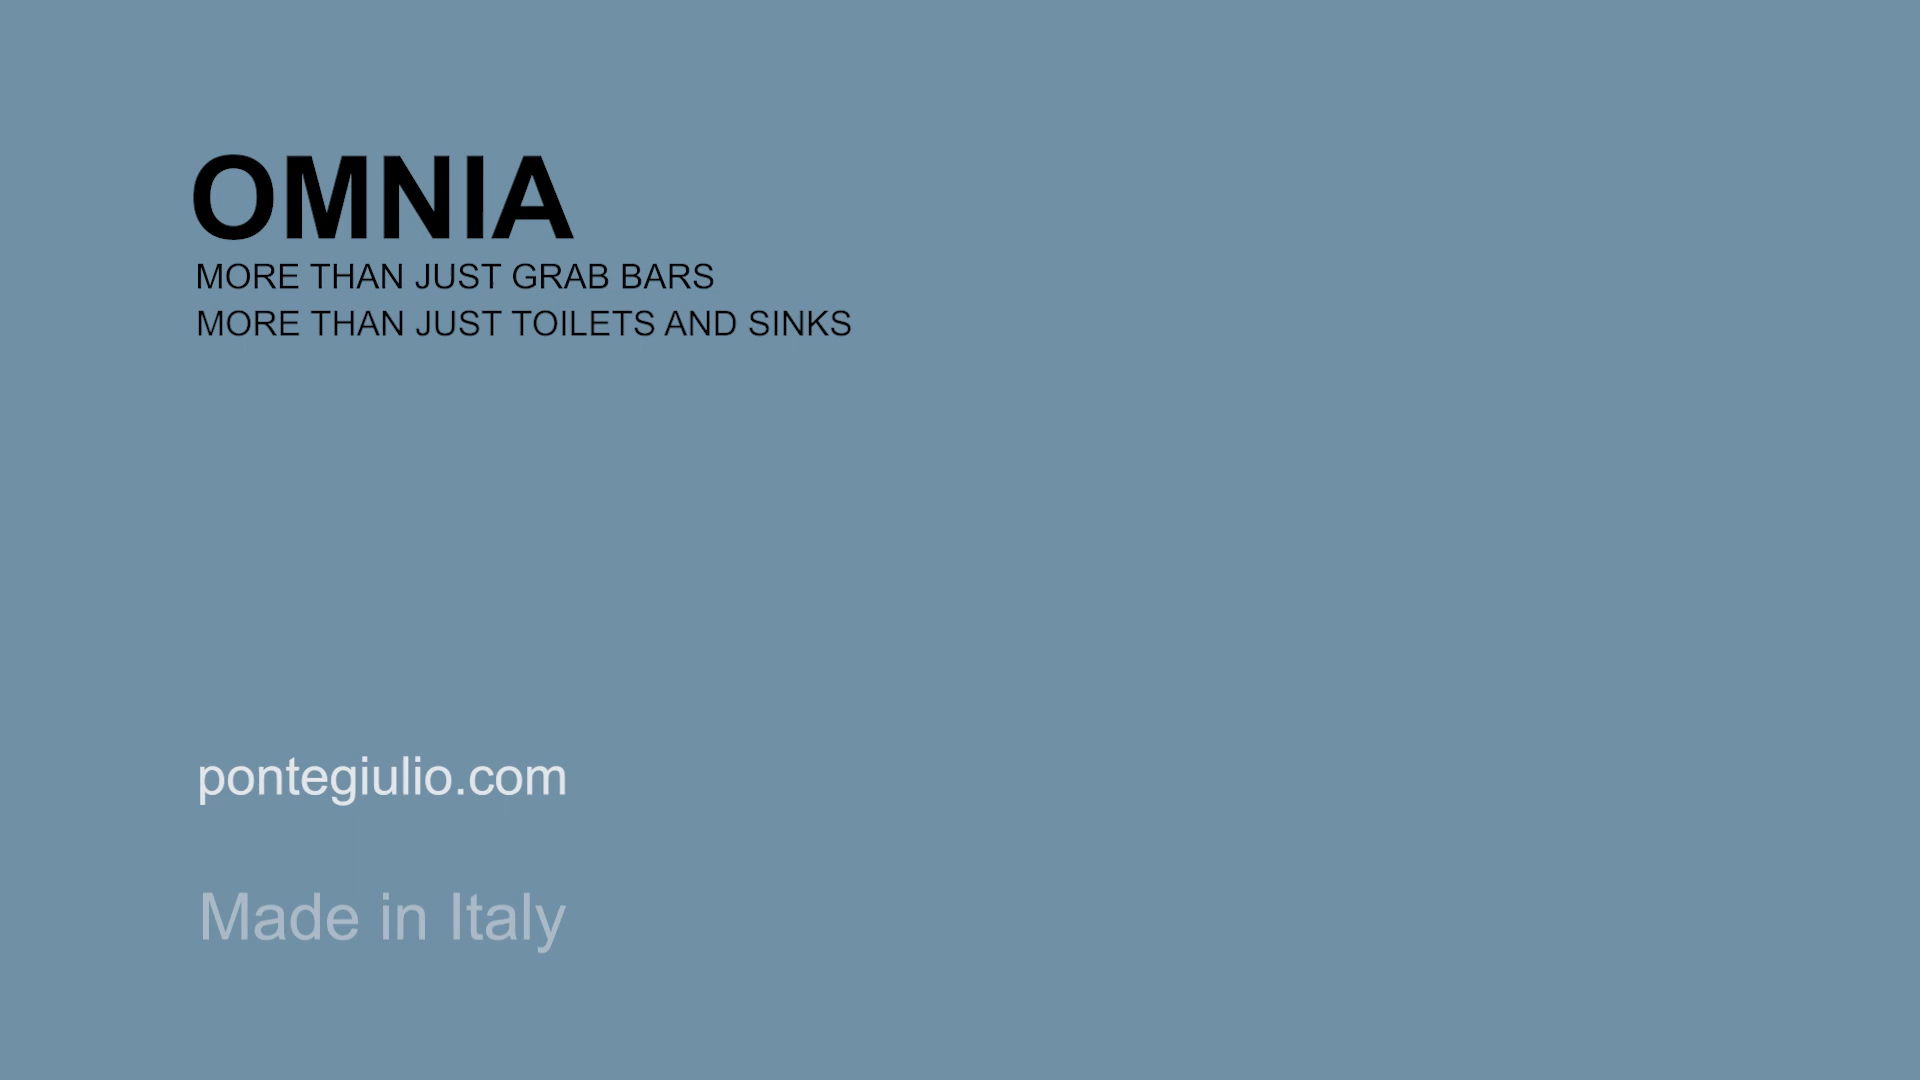 OMNIA
MORE THAN JUST GRAB BARS
MORE THAN JUST TOILETS AND SINKS
pontegiulio.com
Made in Italy